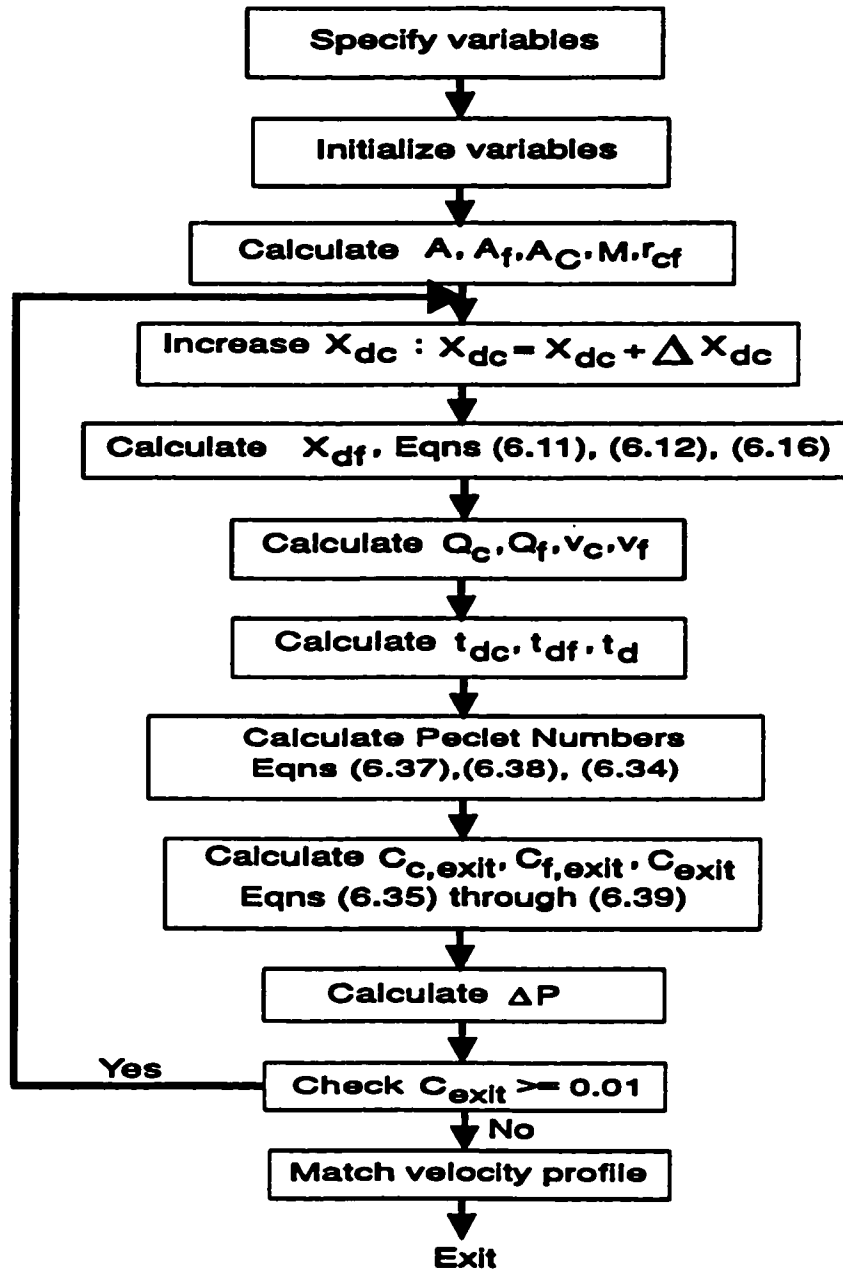 Specify variables
Initialize variables
Calculate A, A_f, A_C, M, r_cf
Increase X_dc : X_dc = X_dc + Δ X_dc
Calculate X_df, Eqns (6.11), (6.12), (6.16)
Calculate Q_c, Q_f, v_c, v_f
Calculate t_dc, t_df, t_d
Calculate Peclet Numbers
Eqns (6.37),(6.38), (6.34)
Calculate C_c,exit, C_f,exit, C_exit
Eqns (6.35) through (6.39)
Calculate ΔP
Yes
Check C_exit >= 0.01
No
Match velocity profile
Exit